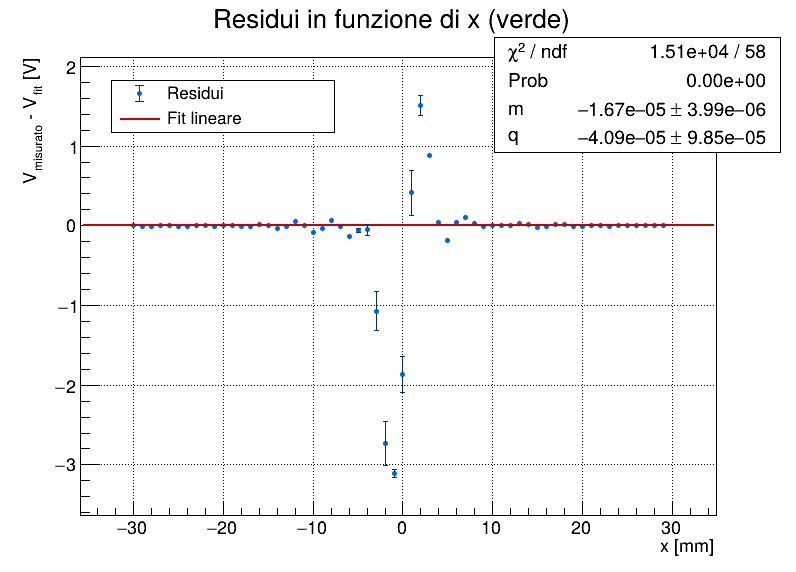 Residui in funzione di x (verde)
χ² / ndf 1.51e+04 / 58
Prob 0.00e+00
m −1.67e−05 ± 3.99e−06
q −4.09e−05 ± 9.85e−05
V_misurato - V_fit [V]
Residui
Fit lineare
2
1
0
−1
−2
−3
−30 −20 −10 0 10 20 30
x [mm]